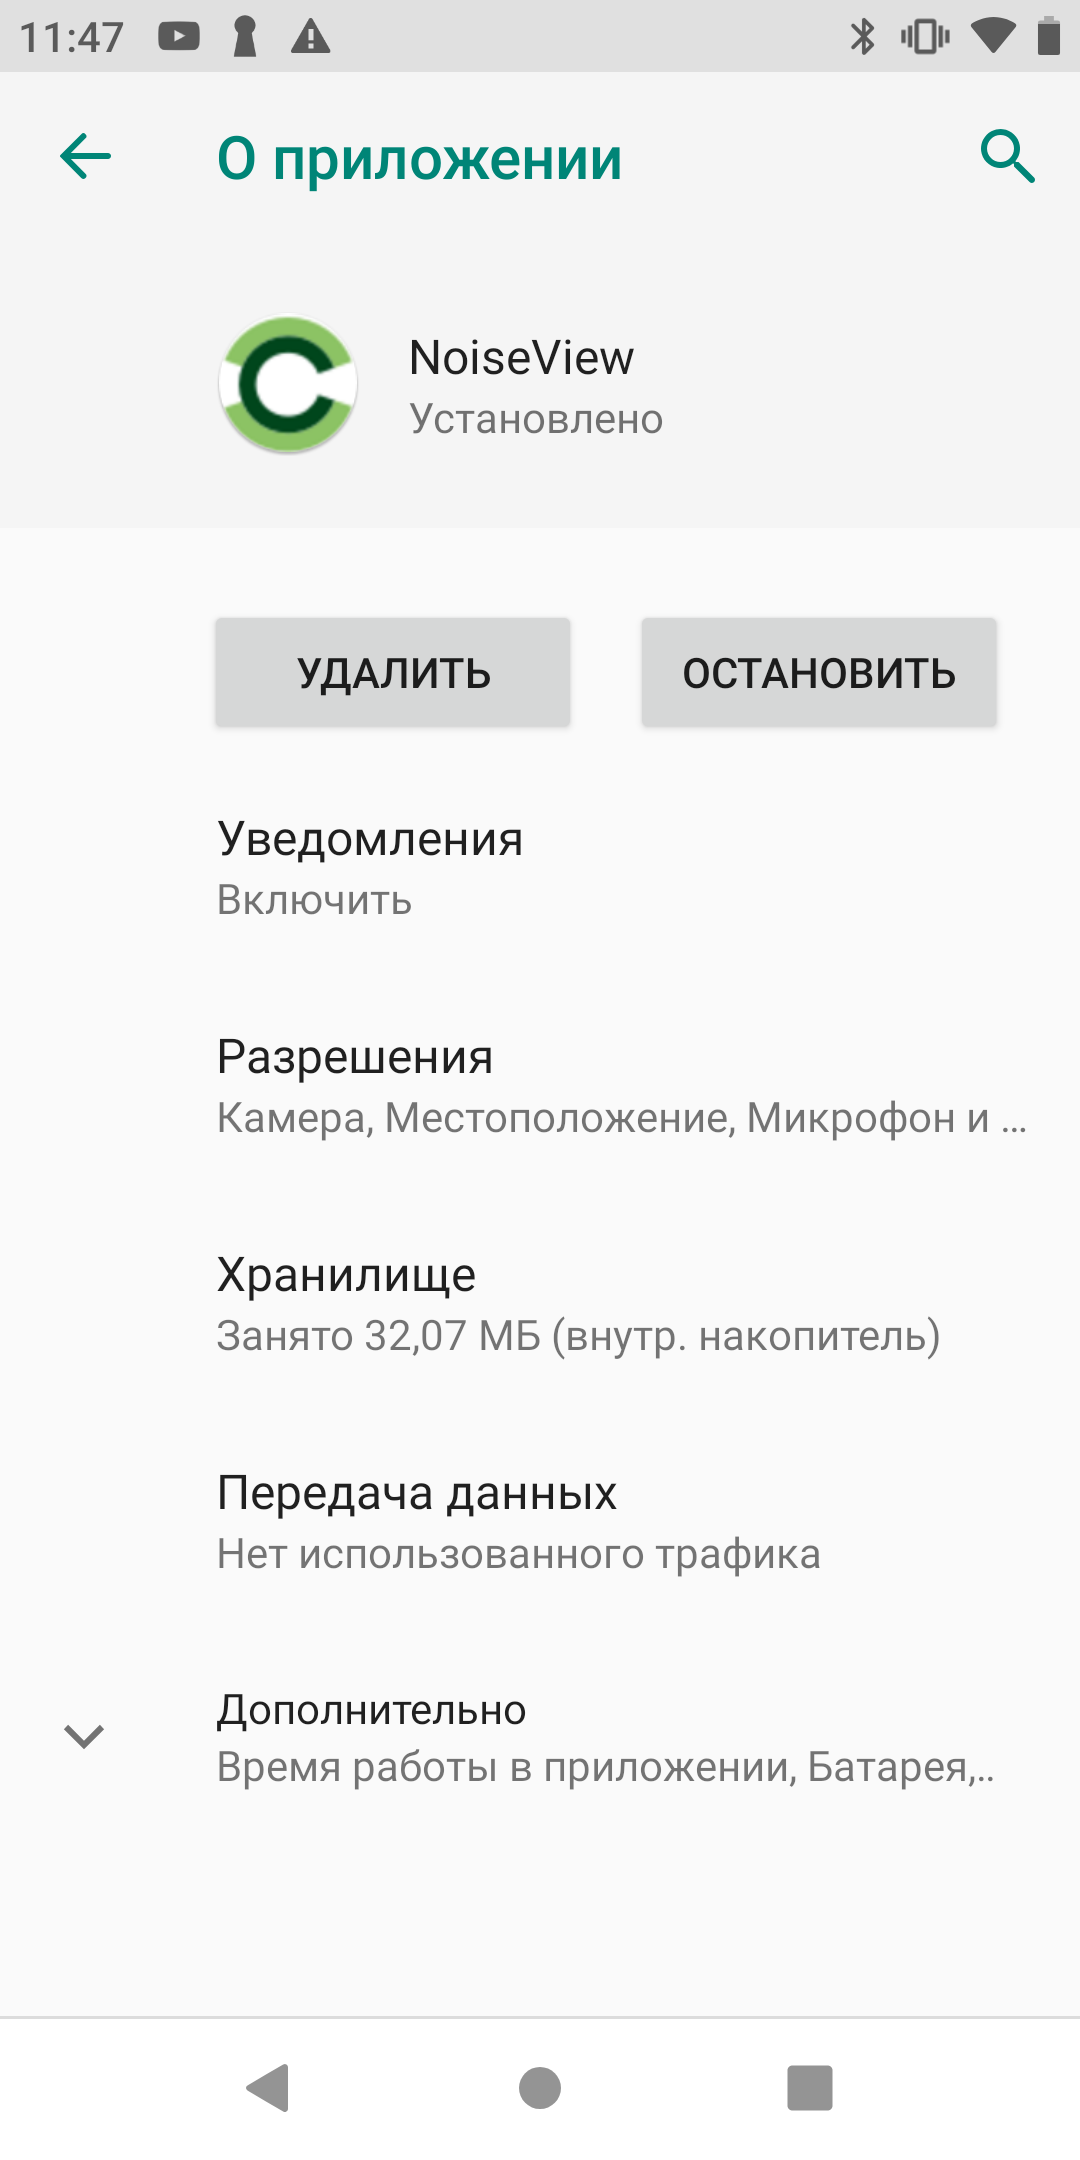 11:47
О приложении
NoiseView
Установлено
УДАЛИТЬ
ОСТАНОВИТЬ
Уведомления
Включить
Разрешения
Камера, Местоположение, Микрофон и ...
Хранилище
Занято 32,07 МБ (внутр. накопитель)
Передача данных
Нет использованного трафика
Дополнительно
Время работы в приложении, Батарея,..